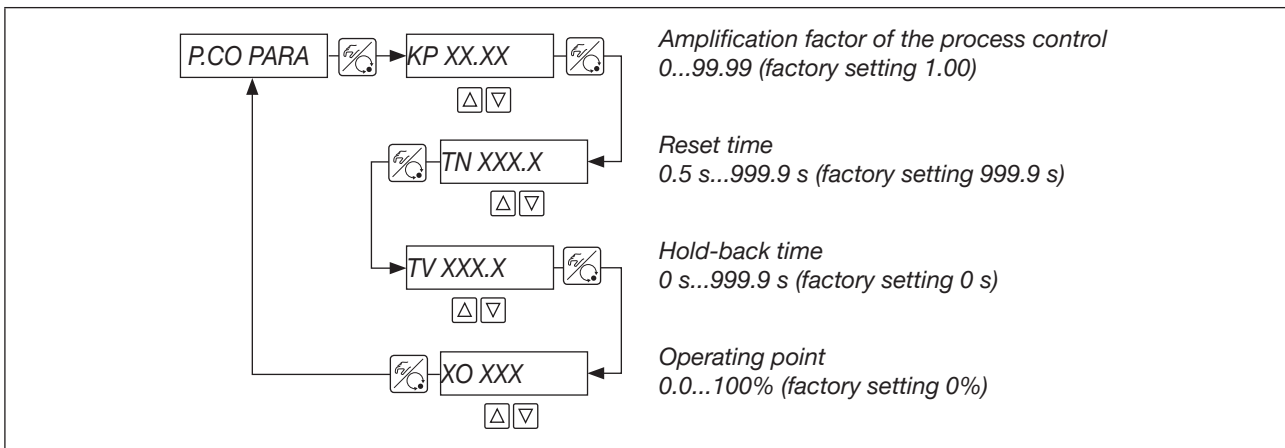 P.CO PARA
KP XX.XX
Amplification factor of the process control
0...99.99 (factory setting 1.00)
TN XXX.X
Reset time
0.5 s...999.9 s (factory setting 999.9 s)
TV XXX.X
Hold-back time
0 s...999.9 s (factory setting 0 s)
XO XXX
Operating point
0.0...100% (factory setting 0%)